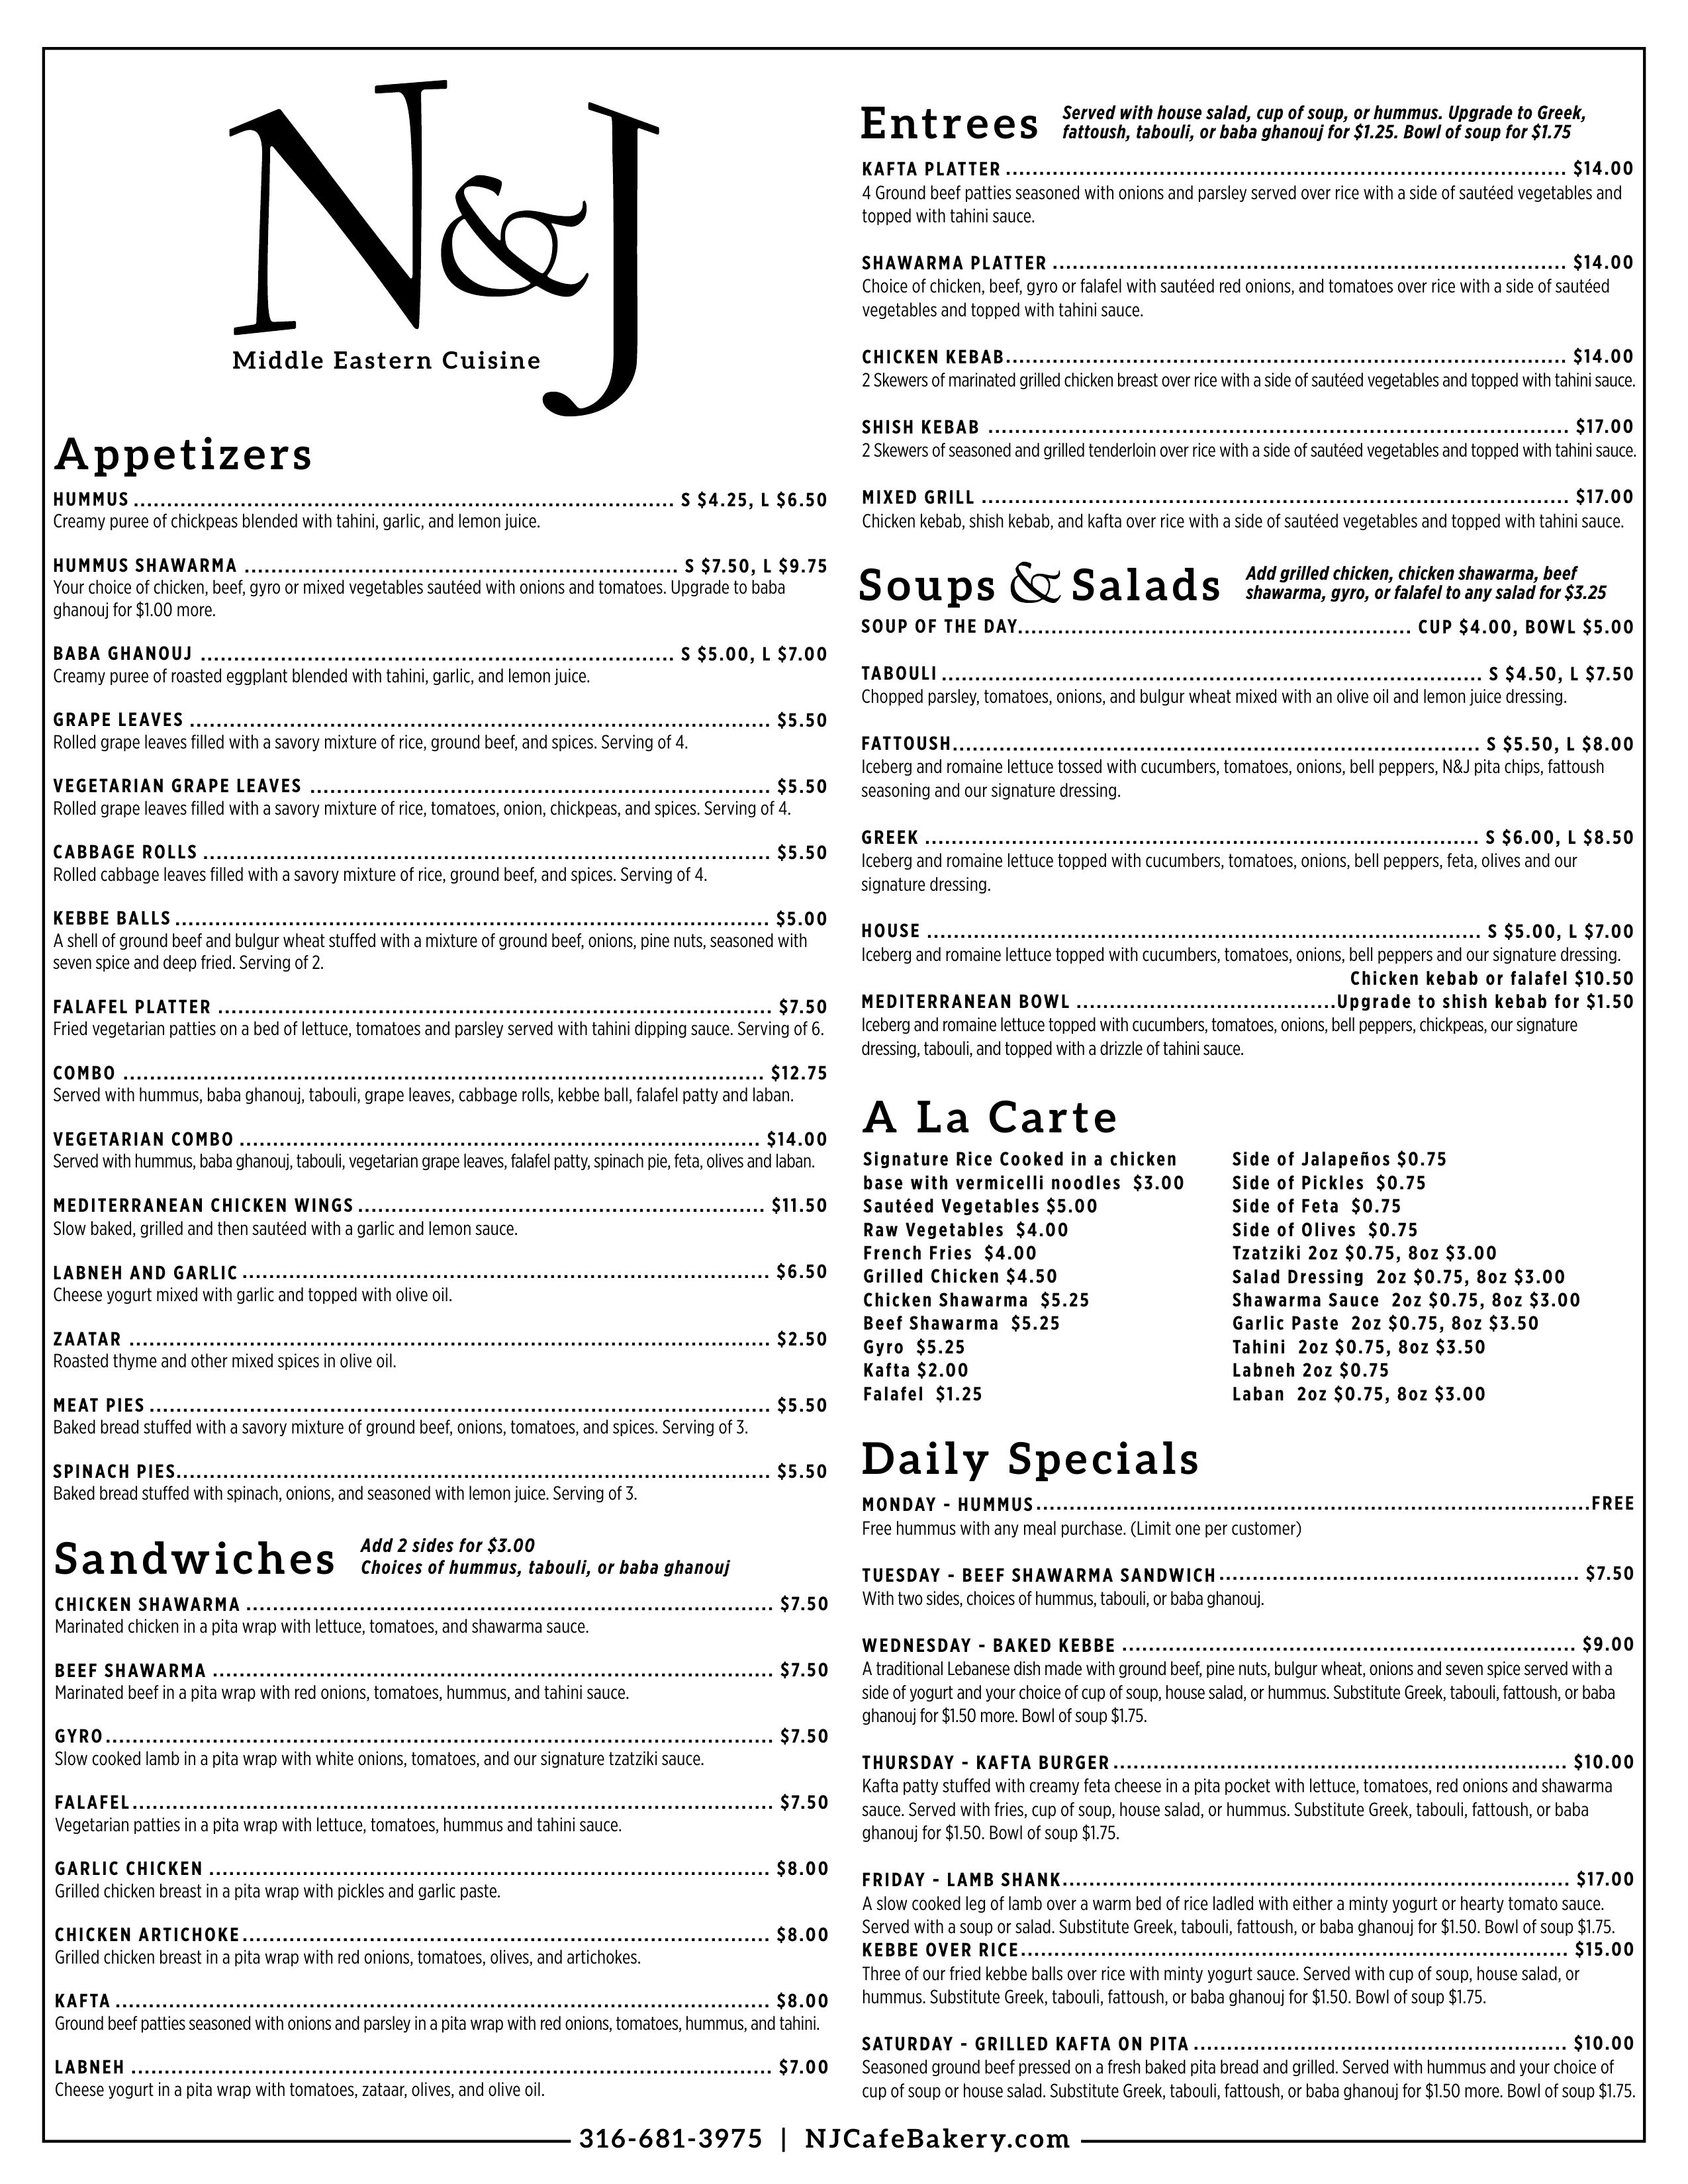 N&J
Middle Eastern Cuisine
Appetizers
HUMMUS ........ S $4.25, L $6.50
Creamy puree of chickpeas blended with tahini, garlic, and lemon juice.
HUMMUS SHAWARMA ........ S $7.50, L $9.75
Your choice of chicken, beef, gyro or mixed vegetables sautéed with onions and tomatoes. Upgrade to baba
ghanouj for $1.00 more.
BABA GHANOUJ ........ S $5.00, L $7.00
Creamy puree of roasted eggplant blended with tahini, garlic, and lemon juice.
GRAPE LEAVES ........ $5.50
Rolled grape leaves filled with a savory mixture of rice, ground beef, and spices. Serving of 4.
VEGETARIAN GRAPE LEAVES ........ $5.50
Rolled grape leaves filled with a savory mixture of rice, tomatoes, onion, chickpeas, and spices. Serving of 4.
CABBAGE ROLLS ........ $5.50
Rolled cabbage leaves filled with a savory mixture of rice, ground beef, and spices. Serving of 4.
KEBBE BALLS ........ $5.00
A shell of ground beef and bulgur wheat stuffed with a mixture of ground beef, onions, pine nuts, seasoned with
seven spice and deep fried. Serving of 2.
FALAFEL PLATTER ........ $7.50
Fried vegetarian patties on a bed of lettuce, tomatoes and parsley served with tahini dipping sauce. Serving of 6.
COMBO ........ $12.75
Served with hummus, baba ghanouj, tabouli, grape leaves, cabbage rolls, kebbe ball, falafel patty and laban.
VEGETARIAN COMBO ........ $14.00
Served with hummus, baba ghanouj, tabouli, vegetarian grape leaves, falafel patty, spinach pie, feta, olives and laban.
MEDITERRANEAN CHICKEN WINGS ........ $11.50
Slow baked, grilled and then sautéed with a garlic and lemon sauce.
LABNEH AND GARLIC ........ $6.50
Cheese yogurt mixed with garlic and topped with olive oil.
ZAATAR ........ $2.50
Roasted thyme and other mixed spices in olive oil.
MEAT PIES ........ $5.50
Baked bread stuffed with a savory mixture of ground beef, onions, tomatoes, and spices. Serving of 3.
SPINACH PIES ........ $5.50
Baked bread stuffed with spinach, onions, and seasoned with lemon juice. Serving of 3.
Sandwiches
Add 2 sides for $3.00
Choices of hummus, tabouli, or baba ghanouj
CHICKEN SHAWARMA ........ $7.50
Marinated chicken in a pita wrap with lettuce, tomatoes, and shawarma sauce.
BEEF SHAWARMA ........ $7.50
Marinated beef in a pita wrap with red onions, tomatoes, hummus, and tahini sauce.
GYRO ........ $7.50
Slow cooked lamb in a pita wrap with white onions, tomatoes, and our signature tzatziki sauce.
FALAFEL ........ $7.50
Vegetarian patties in a pita wrap with lettuce, tomatoes, hummus and tahini sauce.
GARLIC CHICKEN ........ $8.00
Grilled chicken breast in a pita wrap with pickles and garlic paste.
CHICKEN ARTICHOKE ........ $8.00
Grilled chicken breast in a pita wrap with red onions, tomatoes, olives, and artichokes.
KAFTA ........ $8.00
Ground beef patties seasoned with onions and parsley in a pita wrap with red onions, tomatoes, hummus, and tahini.
LABNEH ........ $7.00
Cheese yogurt in a pita wrap with tomatoes, zataar, olives, and olive oil.
Entrees
Served with house salad, cup of soup, or hummus. Upgrade to Greek,
fattoush, tabouli, or baba ghanouj for $1.25. Bowl of soup for $1.75
KAFTA PLATTER ........ $14.00
4 Ground beef patties seasoned with onions and parsley served over rice with a side of sautéed vegetables and
topped with tahini sauce.
SHAWARMA PLATTER ........ $14.00
Choice of chicken, beef, gyro or falafel with sautéed red onions, and tomatoes over rice with a side of sautéed
vegetables and topped with tahini sauce.
CHICKEN KEBAB ........ $14.00
2 Skewers of marinated grilled chicken breast over rice with a side of sautéed vegetables and topped with tahini sauce.
SHISH KEBAB ........ $17.00
2 Skewers of seasoned and grilled tenderloin over rice with a side of sautéed vegetables and topped with tahini sauce.
MIXED GRILL ........ $17.00
Chicken kebab, shish kebab, and kafta over rice with a side of sautéed vegetables and topped with tahini sauce.
Soups & Salads
Add grilled chicken, chicken shawarma, beef
shawarma, gyro, or falafel to any salad for $3.25
SOUP OF THE DAY ........ CUP $4.00, BOWL $5.00
TABOULI ........ S $4.50, L $7.50
Chopped parsley, tomatoes, onions, and bulgur wheat mixed with an olive oil and lemon juice dressing.
FATTOUSH ........ S $5.50, L $8.00
Iceberg and romaine lettuce tossed with cucumbers, tomatoes, onions, bell peppers, N&J pita chips, fattoush
seasoning and our signature dressing.
GREEK ........ S $6.00, L $8.50
Iceberg and romaine lettuce topped with cucumbers, tomatoes, onions, bell peppers, feta, olives and our
signature dressing.
HOUSE ........ S $5.00, L $7.00
Iceberg and romaine lettuce topped with cucumbers, tomatoes, onions, bell peppers and our signature dressing.
Chicken kebab or falafel $10.50
MEDITERRANEAN BOWL ........Upgrade to shish kebab for $1.50
Iceberg and romaine lettuce topped with cucumbers, tomatoes, onions, bell peppers, chickpeas, our signature
dressing, tabouli, and topped with a drizzle of tahini sauce.
A La Carte
Signature Rice Cooked in a chicken
base with vermicelli noodles $3.00
Sautéed Vegetables $5.00
Raw Vegetables $4.00
French Fries $4.00
Grilled Chicken $4.50
Chicken Shawarma $5.25
Beef Shawarma $5.25
Gyro $5.25
Kafta $2.00
Falafel $1.25
Side of Jalapeños $0.75
Side of Pickles $0.75
Side of Feta $0.75
Side of Olives $0.75
Tzatziki 2oz $0.75, 8oz $3.00
Salad Dressing 2oz $0.75, 8oz $3.00
Shawarma Sauce 2oz $0.75, 8oz $3.00
Garlic Paste 2oz $0.75, 8oz $3.50
Tahini 2oz $0.75, 8oz $3.50
Labneh 2oz $0.75
Laban 2oz $0.75, 8oz $3.00
Daily Specials
MONDAY - HUMMUS ........FREE
Free hummus with any meal purchase. (Limit one per customer)
TUESDAY - BEEF SHAWARMA SANDWICH ........ $7.50
With two sides, choices of hummus, tabouli, or baba ghanouj.
WEDNESDAY - BAKED KEBBE ........ $9.00
A traditional Lebanese dish made with ground beef, pine nuts, bulgur wheat, onions and seven spice served with a
side of yogurt and your choice of cup of soup, house salad, or hummus. Substitute Greek, tabouli, fattoush, or baba
ghanouj for $1.50 more. Bowl of soup $1.75.
THURSDAY - KAFTA BURGER ........ $10.00
Kafta patty stuffed with creamy feta cheese in a pita pocket with lettuce, tomatoes, red onions and shawarma
sauce. Served with fries, cup of soup, house salad, or hummus. Substitute Greek, tabouli, fattoush, or baba
ghanouj for $1.50. Bowl of soup $1.75.
FRIDAY - LAMB SHANK ........ $17.00
A slow cooked leg of lamb over a warm bed of rice ladled with either a minty yogurt or hearty tomato sauce.
Served with a soup or salad. Substitute Greek, tabouli, fattoush, or baba ghanouj for $1.50. Bowl of soup $1.75.
KEBBE OVER RICE ........ $15.00
Three of our fried kebbe balls over rice with minty yogurt sauce. Served with cup of soup, house salad, or
hummus. Substitute Greek, tabouli, fattoush, or baba ghanouj for $1.50. Bowl of soup $1.75.
SATURDAY - GRILLED KAFTA ON PITA ........ $10.00
Seasoned ground beef pressed on a fresh baked pita bread and grilled. Served with hummus and your choice of
cup of soup or house salad. Substitute Greek, tabouli, fattoush, or baba ghanouj for $1.50 more. Bowl of soup $1.75.
316-681-3975 | NJCafeBakery.com